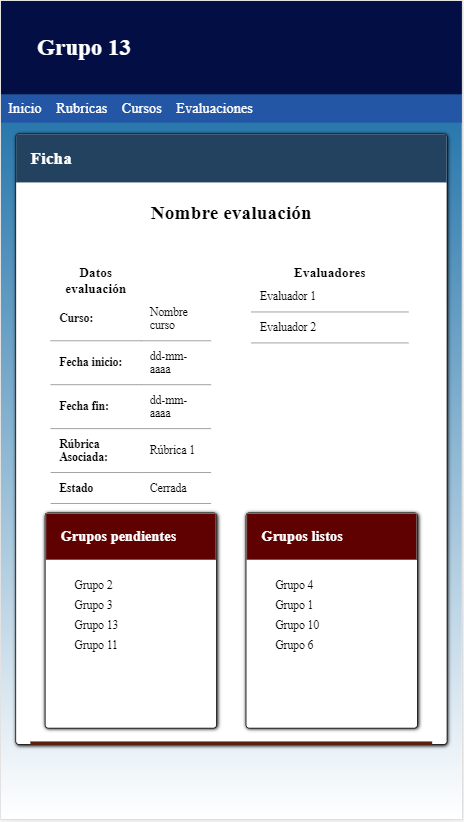 Grupo 13
Inicio Rubricas Cursos Evaluaciones
Ficha
Nombre evaluación
Datos
evaluación
Curso: Nombre
curso
Fecha inicio: dd-mm-
aaaa
Fecha fin: dd-mm-
aaaa
Rúbrica
Asociada: Rúbrica 1
Estado Cerrada
Evaluadores
Evaluador 1
Evaluador 2
Grupos pendientes
Grupo 2
Grupo 3
Grupo 13
Grupo 11
Grupos listos
Grupo 4
Grupo 1
Grupo 10
Grupo 6